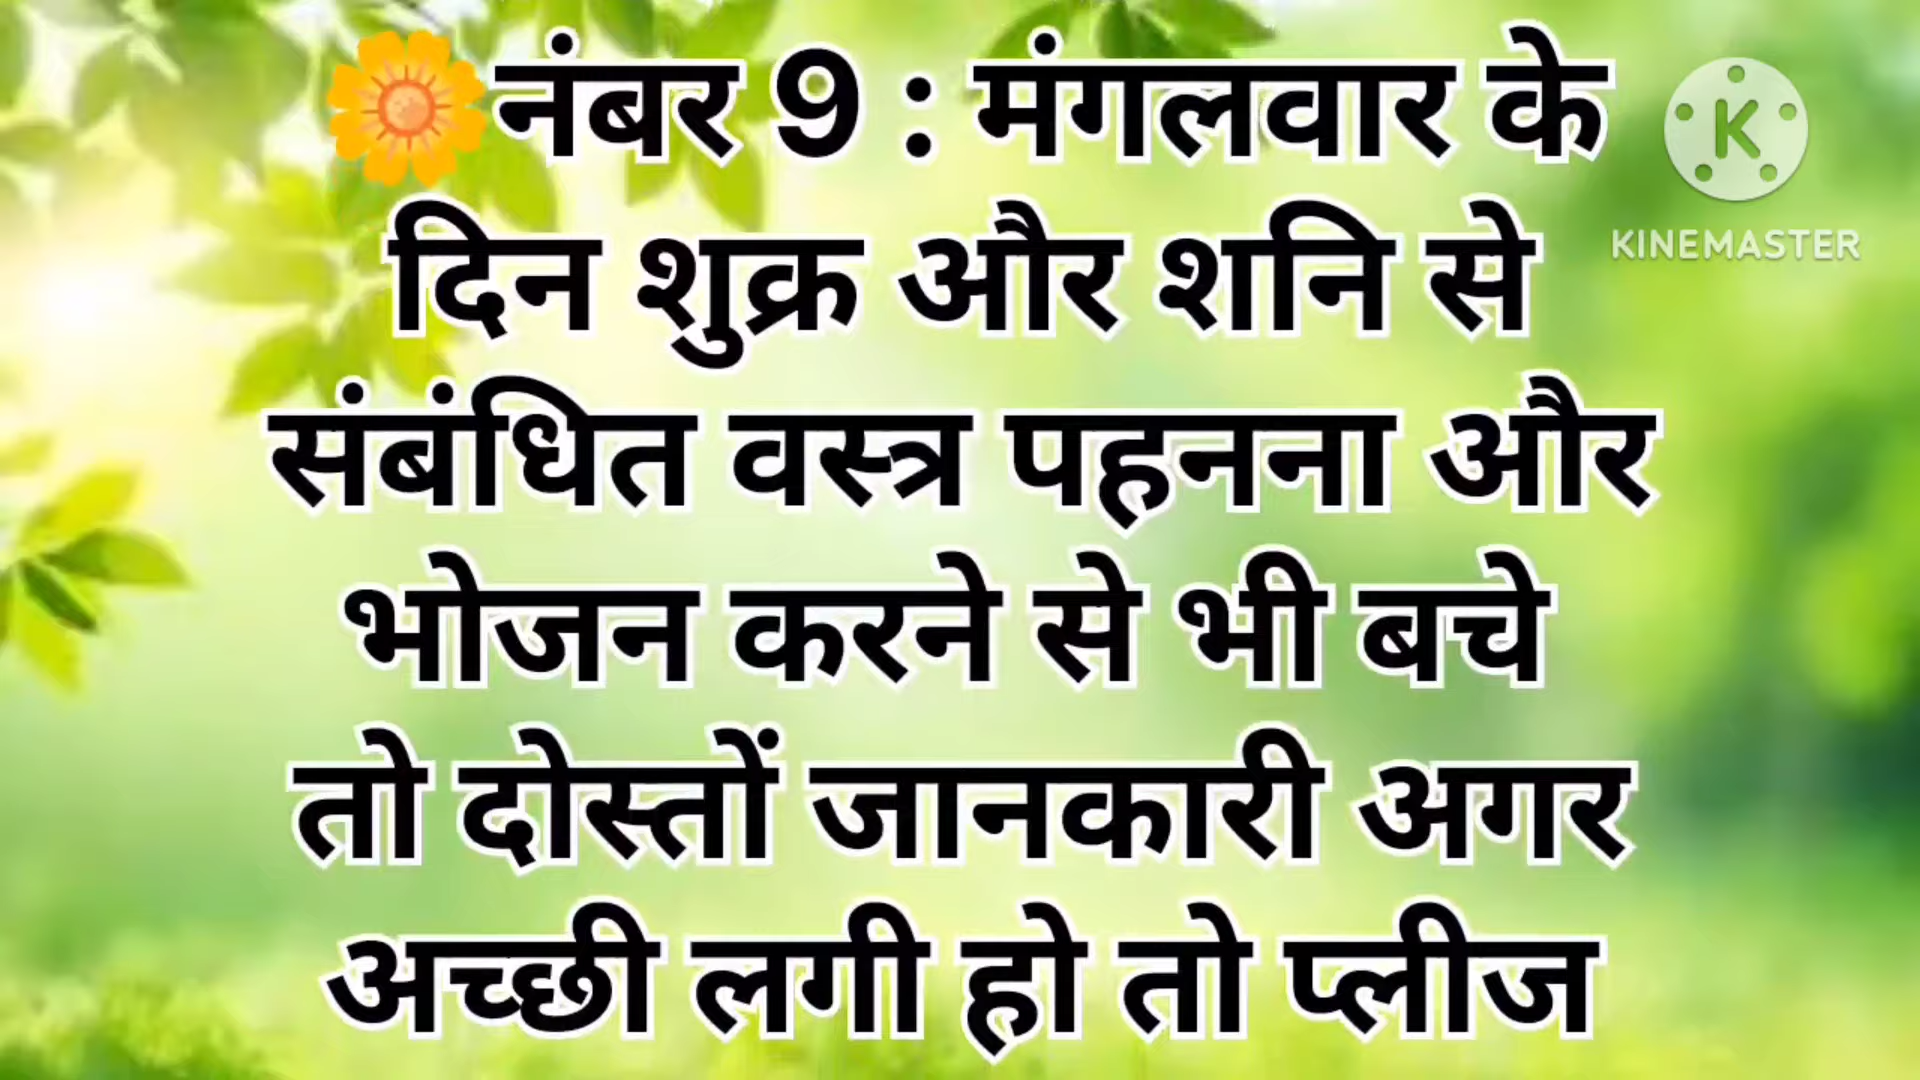 🌼नंबर 9 : मंगलवार के
दिन शुक्र और शनि से
संबंधित वस्त्र पहनना और
भोजन करने से भी बचे
तो दोस्तों जानकारी अगर
अच्छी लगी हो तो प्लीज
K
KINEMASTER